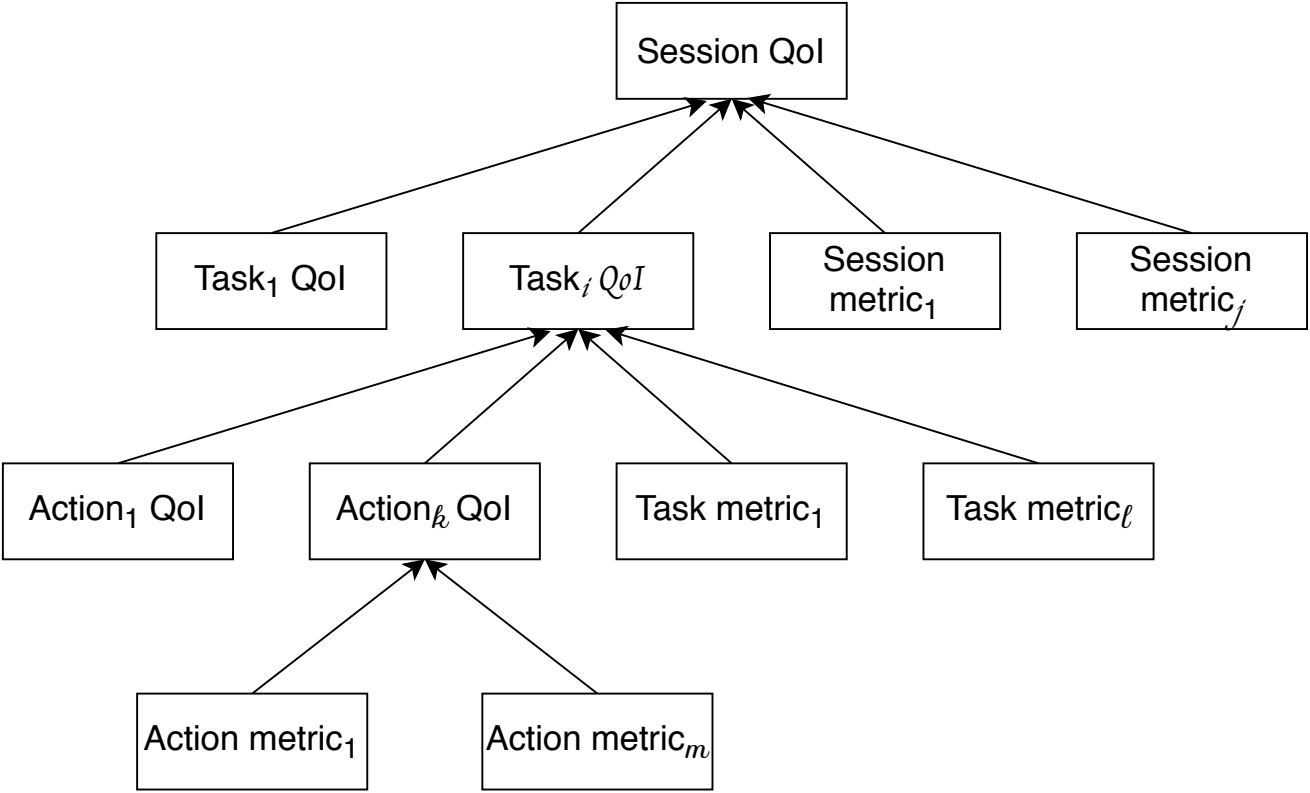 Session QoI
Task₁ QoI
Taskᵢ QoI
Session
metric₁
Session
metricⱼ
Action₁ QoI
Actionₖ QoI
Task metric₁
Task metricℓ
Action metric₁
Action metricₘ